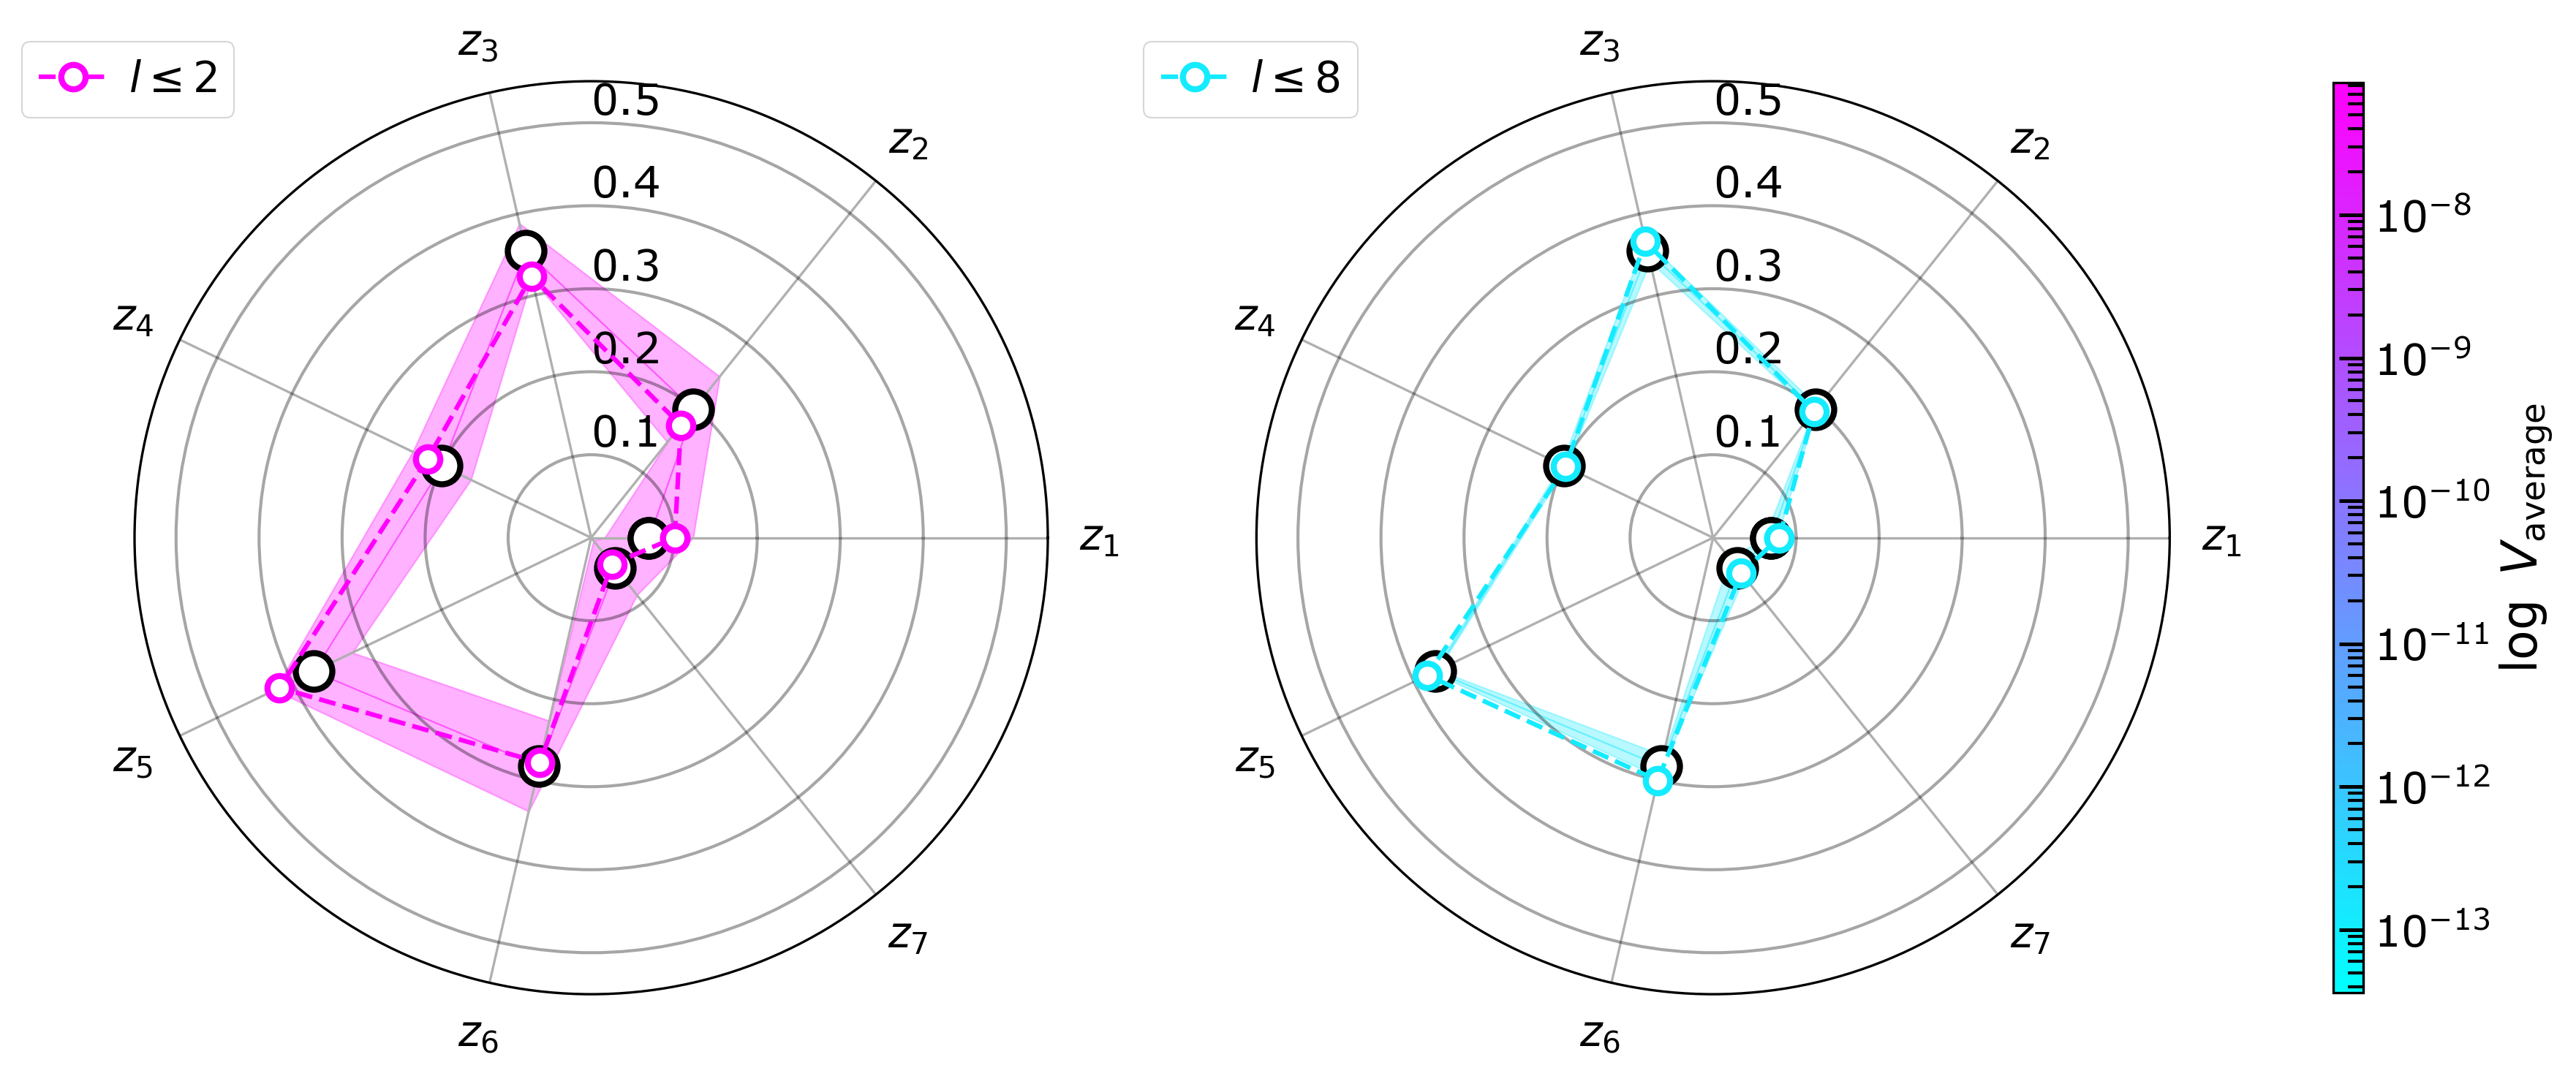 l ≤ 2
z₃
z₂
z₁
z₄
z₅
z₆
z₇
0.5
0.4
0.3
0.2
0.1
l ≤ 8
z₃
z₂
z₁
z₄
z₅
z₆
z₇
0.5
0.4
0.3
0.2
0.1
10⁻⁸
10⁻⁹
10⁻¹⁰
10⁻¹¹
10⁻¹²
10⁻¹³
log V_average